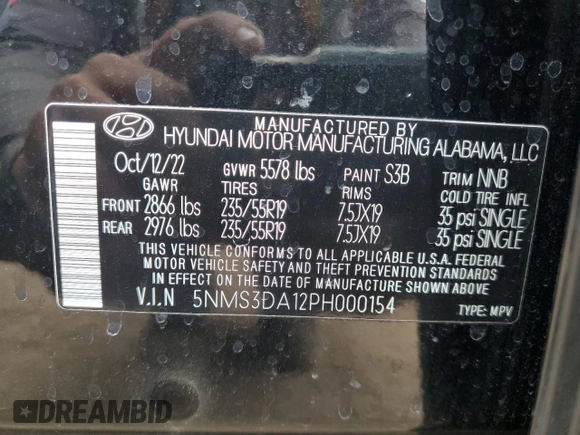 MANUFACTURED BY
HYUNDAI MOTOR MANUFACTURING ALABAMA, LLC
Oct/12/22 GVWR 5578 lbs PAINT S3B TRIM NNB
GAWR TIRES RIMS COLD TIRE INFL
FRONT 2866 lbs 235/55R19 7.5JX19 35 psi SINGLE
REAR 2976 lbs 235/55R19 7.5JX19 35 psi SINGLE
THIS VEHICLE CONFORMS TO ALL APPLICABLE U.S.A. FEDERAL
MOTOR VEHICLE SAFETY AND THEFT PREVENTION STANDARDS
IN EFFECT ON THE DATE OF MANUFACTURE SHOWN ABOVE.
V.I.N 5NMS3DA12PH000154 TYPE: MPV
DREAMBID